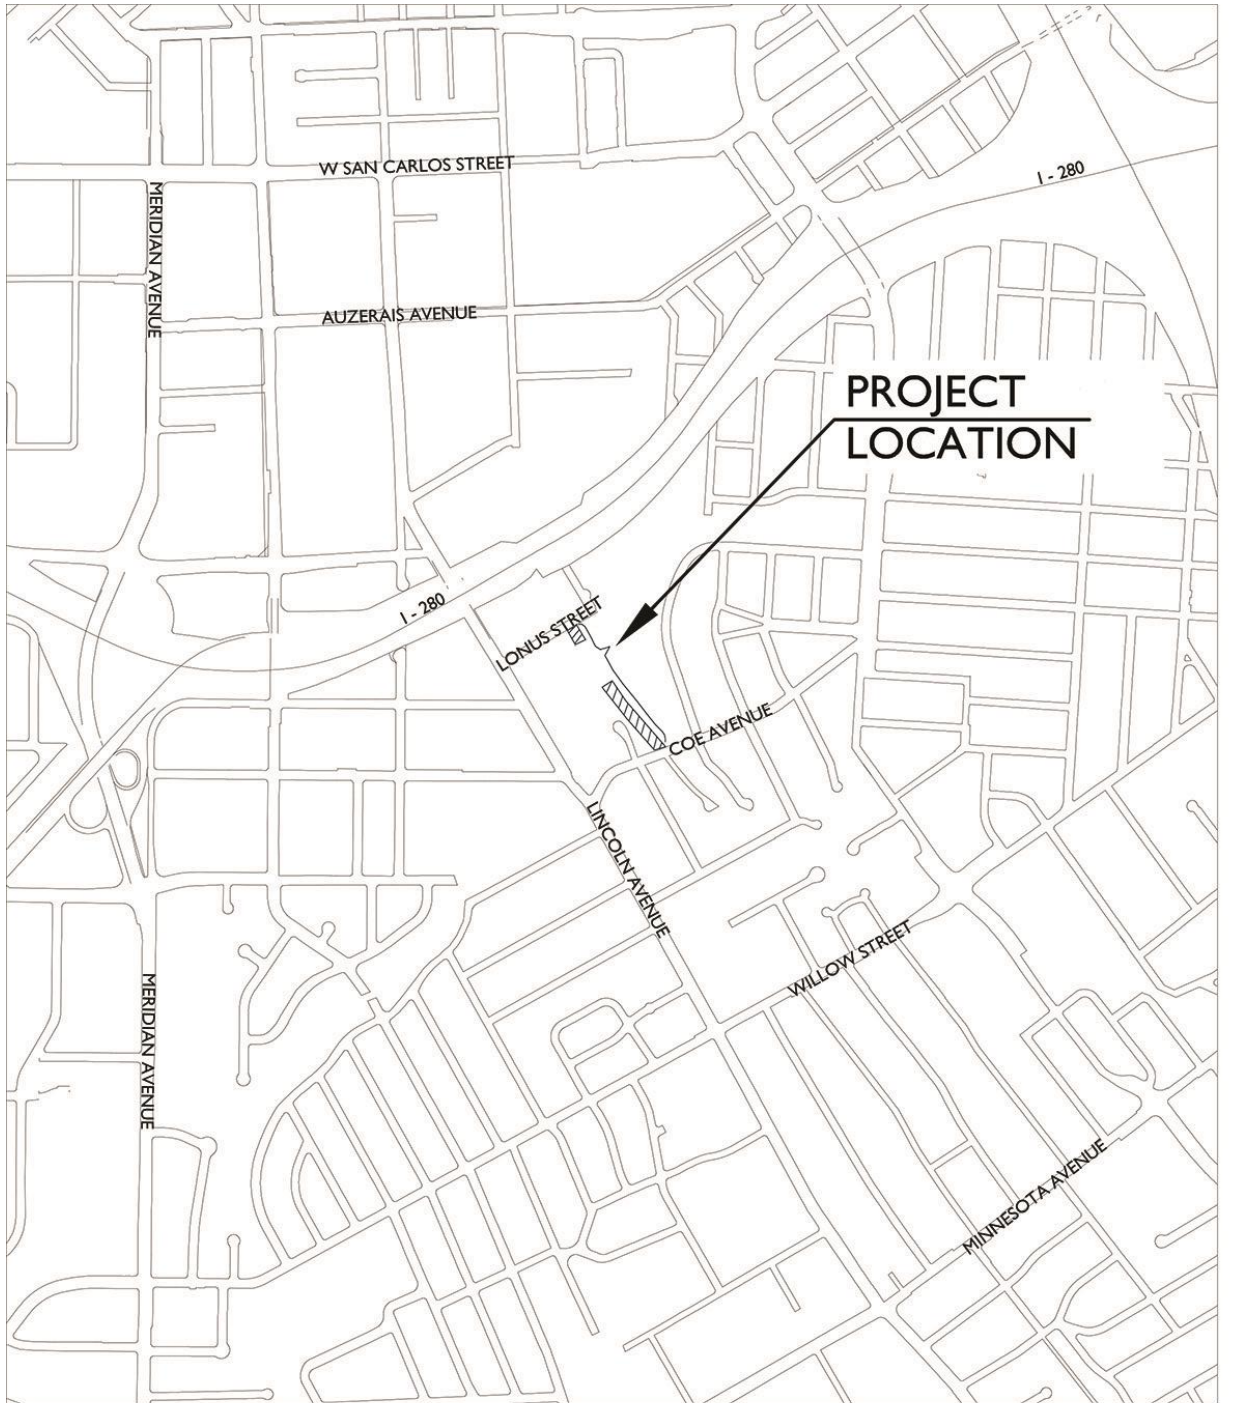 W SAN CARLOS STREET
I - 280
MERIDIAN AVENUE
AUZERAIS AVENUE
PROJECT
LOCATION
I - 280
LONUS STREET
COE AVENUE
LINCOLN AVENUE
WILLOW STREET
MERIDIAN AVENUE
MINNESOTA AVENUE